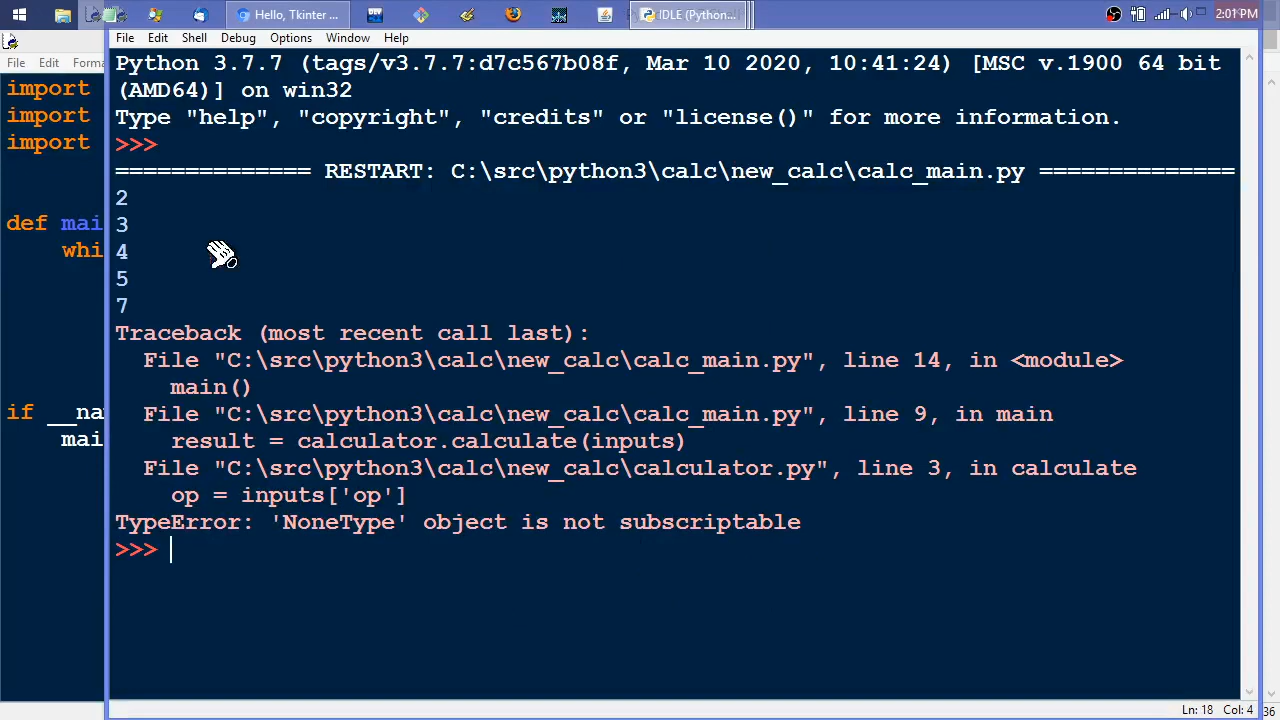 Hello, Tkinter ...
IDLE (Python...
2:01 PM
File Edit Shell Debug Options Window Help
File Edit Forma
import
import
import
def mai
whi
if __na
mai
Python 3.7.7 (tags/v3.7.7:d7c567b08f, Mar 10 2020, 10:41:24) [MSC v.1900 64 bit
(AMD64)] on win32
Type "help", "copyright", "credits" or "license()" for more information.
>>>
============== RESTART: C:\src\python3\calc\new_calc\calc_main.py ==============
2
3
4
5
7
Traceback (most recent call last):
File "C:\src\python3\calc\new_calc\calc_main.py", line 14, in <module>
main()
File "C:\src\python3\calc\new_calc\calc_main.py", line 9, in main
result = calculator.calculate(inputs)
File "C:\src\python3\calc\new_calc\calculator.py", line 3, in calculate
op = inputs['op']
TypeError: 'NoneType' object is not subscriptable
>>>
Ln: 18 Col: 4
36